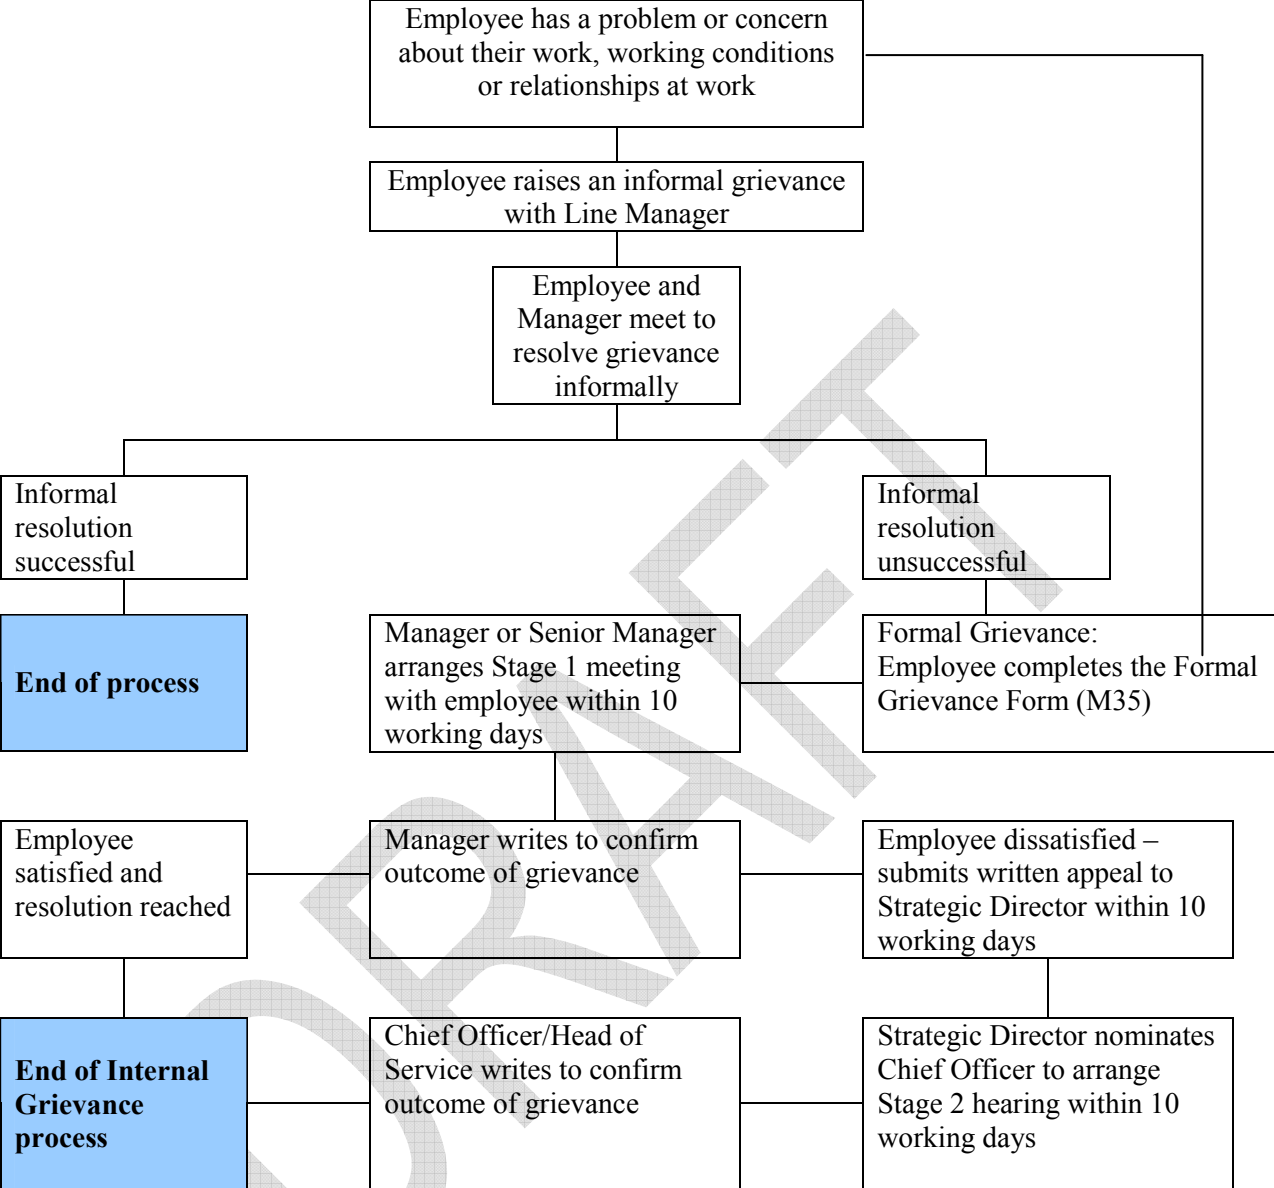 Employee has a problem or concern
about their work, working conditions
or relationships at work
Employee raises an informal grievance
with Line Manager
Employee and
Manager meet to
resolve grievance
informally
Informal
resolution
successful
Informal
resolution
unsuccessful
End of process
Manager or Senior Manager
arranges Stage 1 meeting
with employee within 10
working days
Formal Grievance:
Employee completes the Formal
Grievance Form (M35)
Employee
satisfied and
resolution reached
Manager writes to confirm
outcome of grievance
Employee dissatisfied –
submits written appeal to
Strategic Director within 10
working days
End of Internal
Grievance
process
Chief Officer/Head of
Service writes to confirm
outcome of grievance
Strategic Director nominates
Chief Officer to arrange
Stage 2 hearing within 10
working days
DRAFT